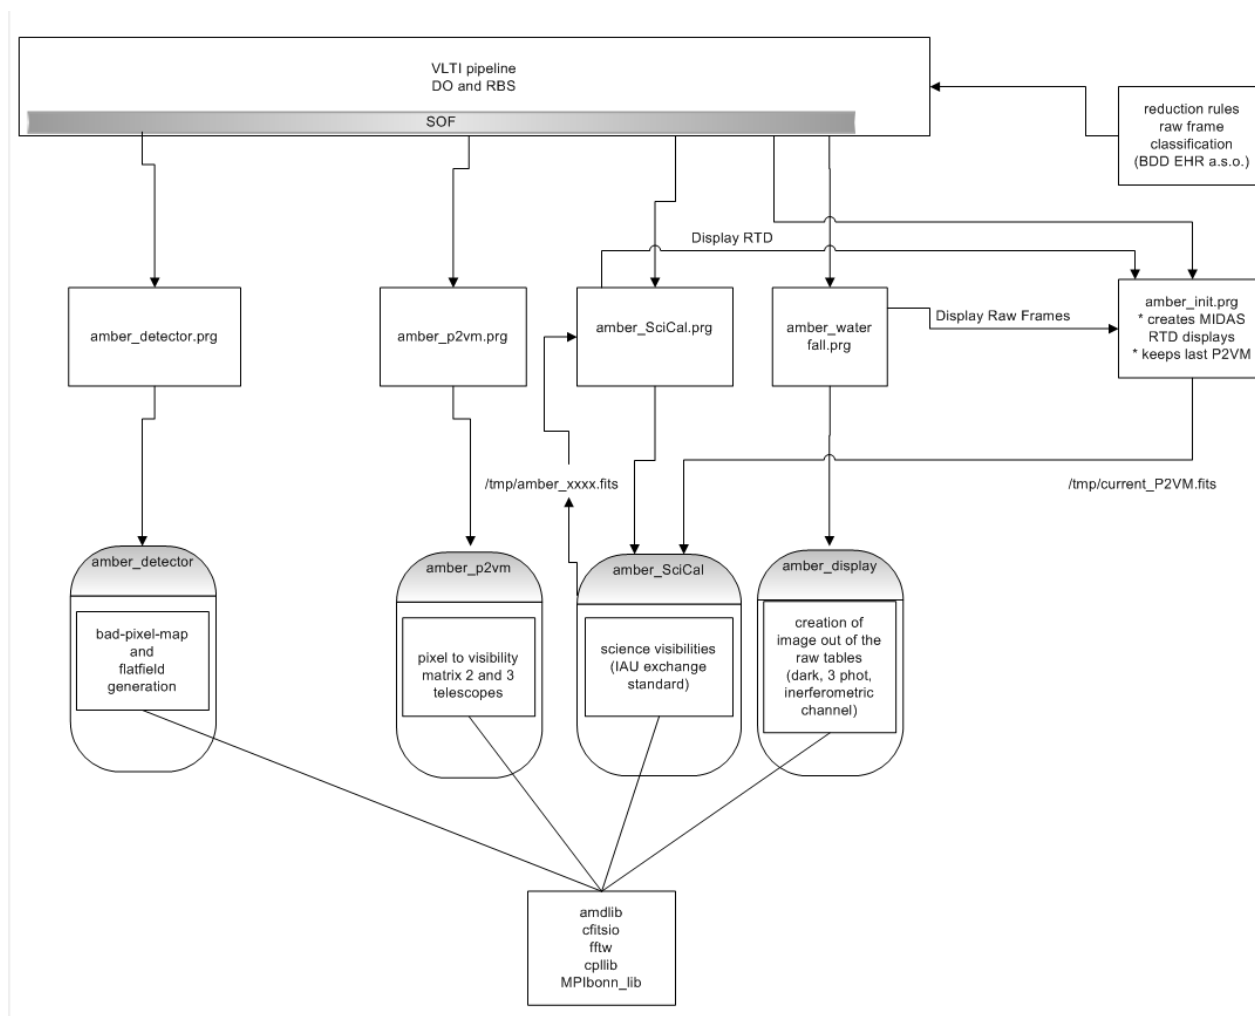 VLTI pipeline
DO and RBS
SOF
reduction rules
raw frame
classification
(BDD EHR a.s.o.)
Display RTD
amber_detector.prg
amber_p2vm.prg
amber_SciCal.prg
amber_water
fall.prg
Display Raw Frames
amber_init.prg
* creates MIDAS
RTD displays
* keeps last P2VM
/tmp/amber_xxxx.fits
/tmp/current_P2VM.fits
amber_detector
bad-pixel-map
and
flatfield
generation
amber_p2vm
pixel to visibility
matrix 2 and 3
telescopes
amber_SciCal
science visibilities
(IAU exchange
standard)
amber_display
creation of
image out of the
raw tables
(dark, 3 phot,
inerferometric
channel)
amdlib
cfitsio
fftw
cpllib
MPIbonn_lib